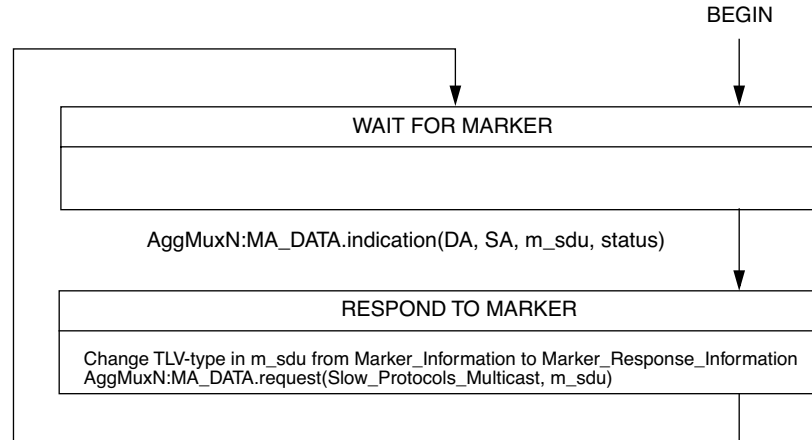 BEGIN
WAIT FOR MARKER
AggMuxN:MA_DATA.indication(DA, SA, m_sdu, status)
RESPOND TO MARKER
Change TLV-type in m_sdu from Marker_Information to Marker_Response_Information
AggMuxN:MA_DATA.request(Slow_Protocols_Multicast, m_sdu)